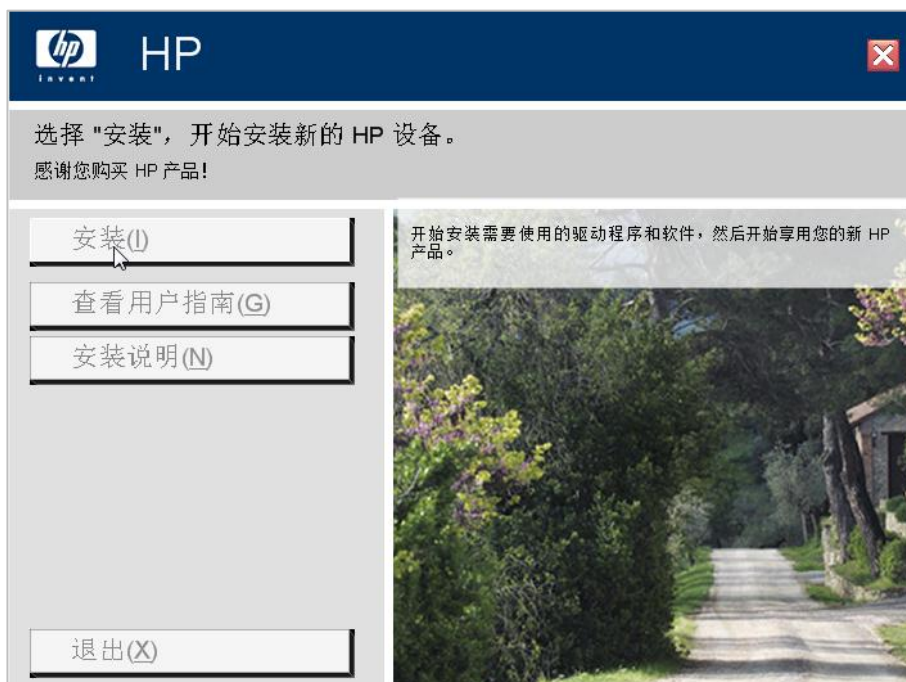 hp
invent
HP
选择 "安装", 开始安装新的 HP 设备。
感谢您购买 HP 产品!
安装(I)
查看用户指南(G)
安装说明(N)
退出(X)
开始安装需要使用的驱动程序和软件，然后开始享用您的新 HP
产品。